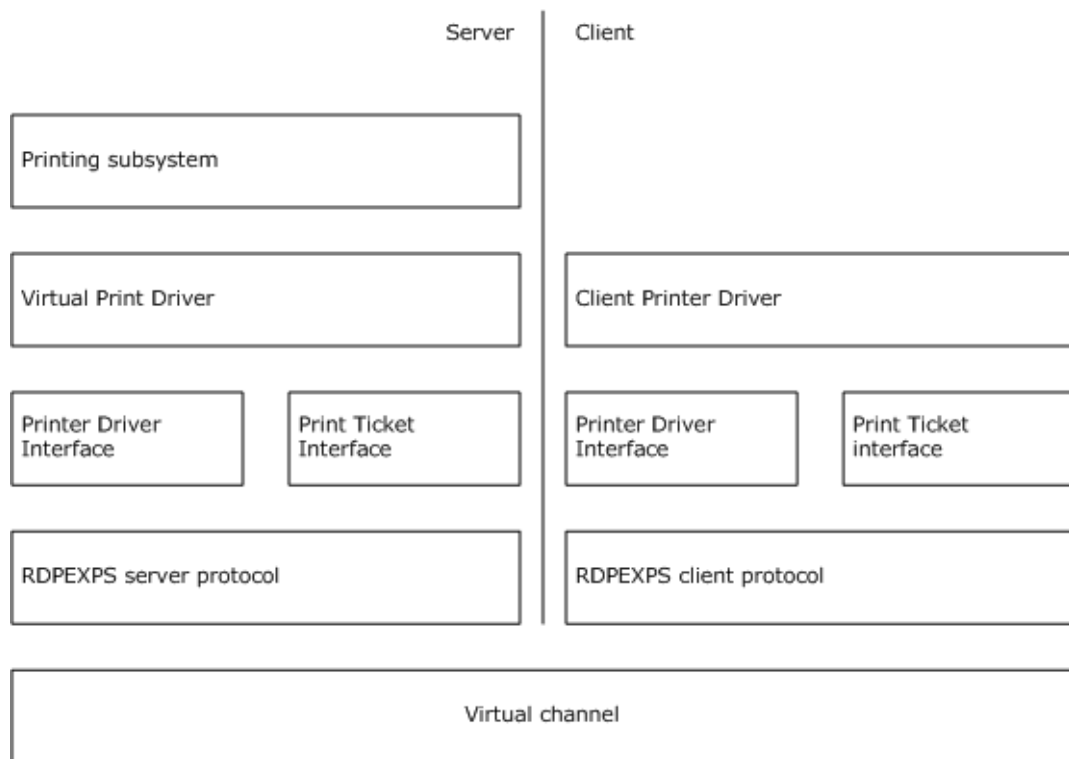 Server
Client
Printing subsystem
Virtual Print Driver
Client Printer Driver
Printer Driver
Interface
Print Ticket
Interface
Printer Driver
Interface
Print Ticket
interface
RDPEXPS server protocol
RDPEXPS client protocol
Virtual channel